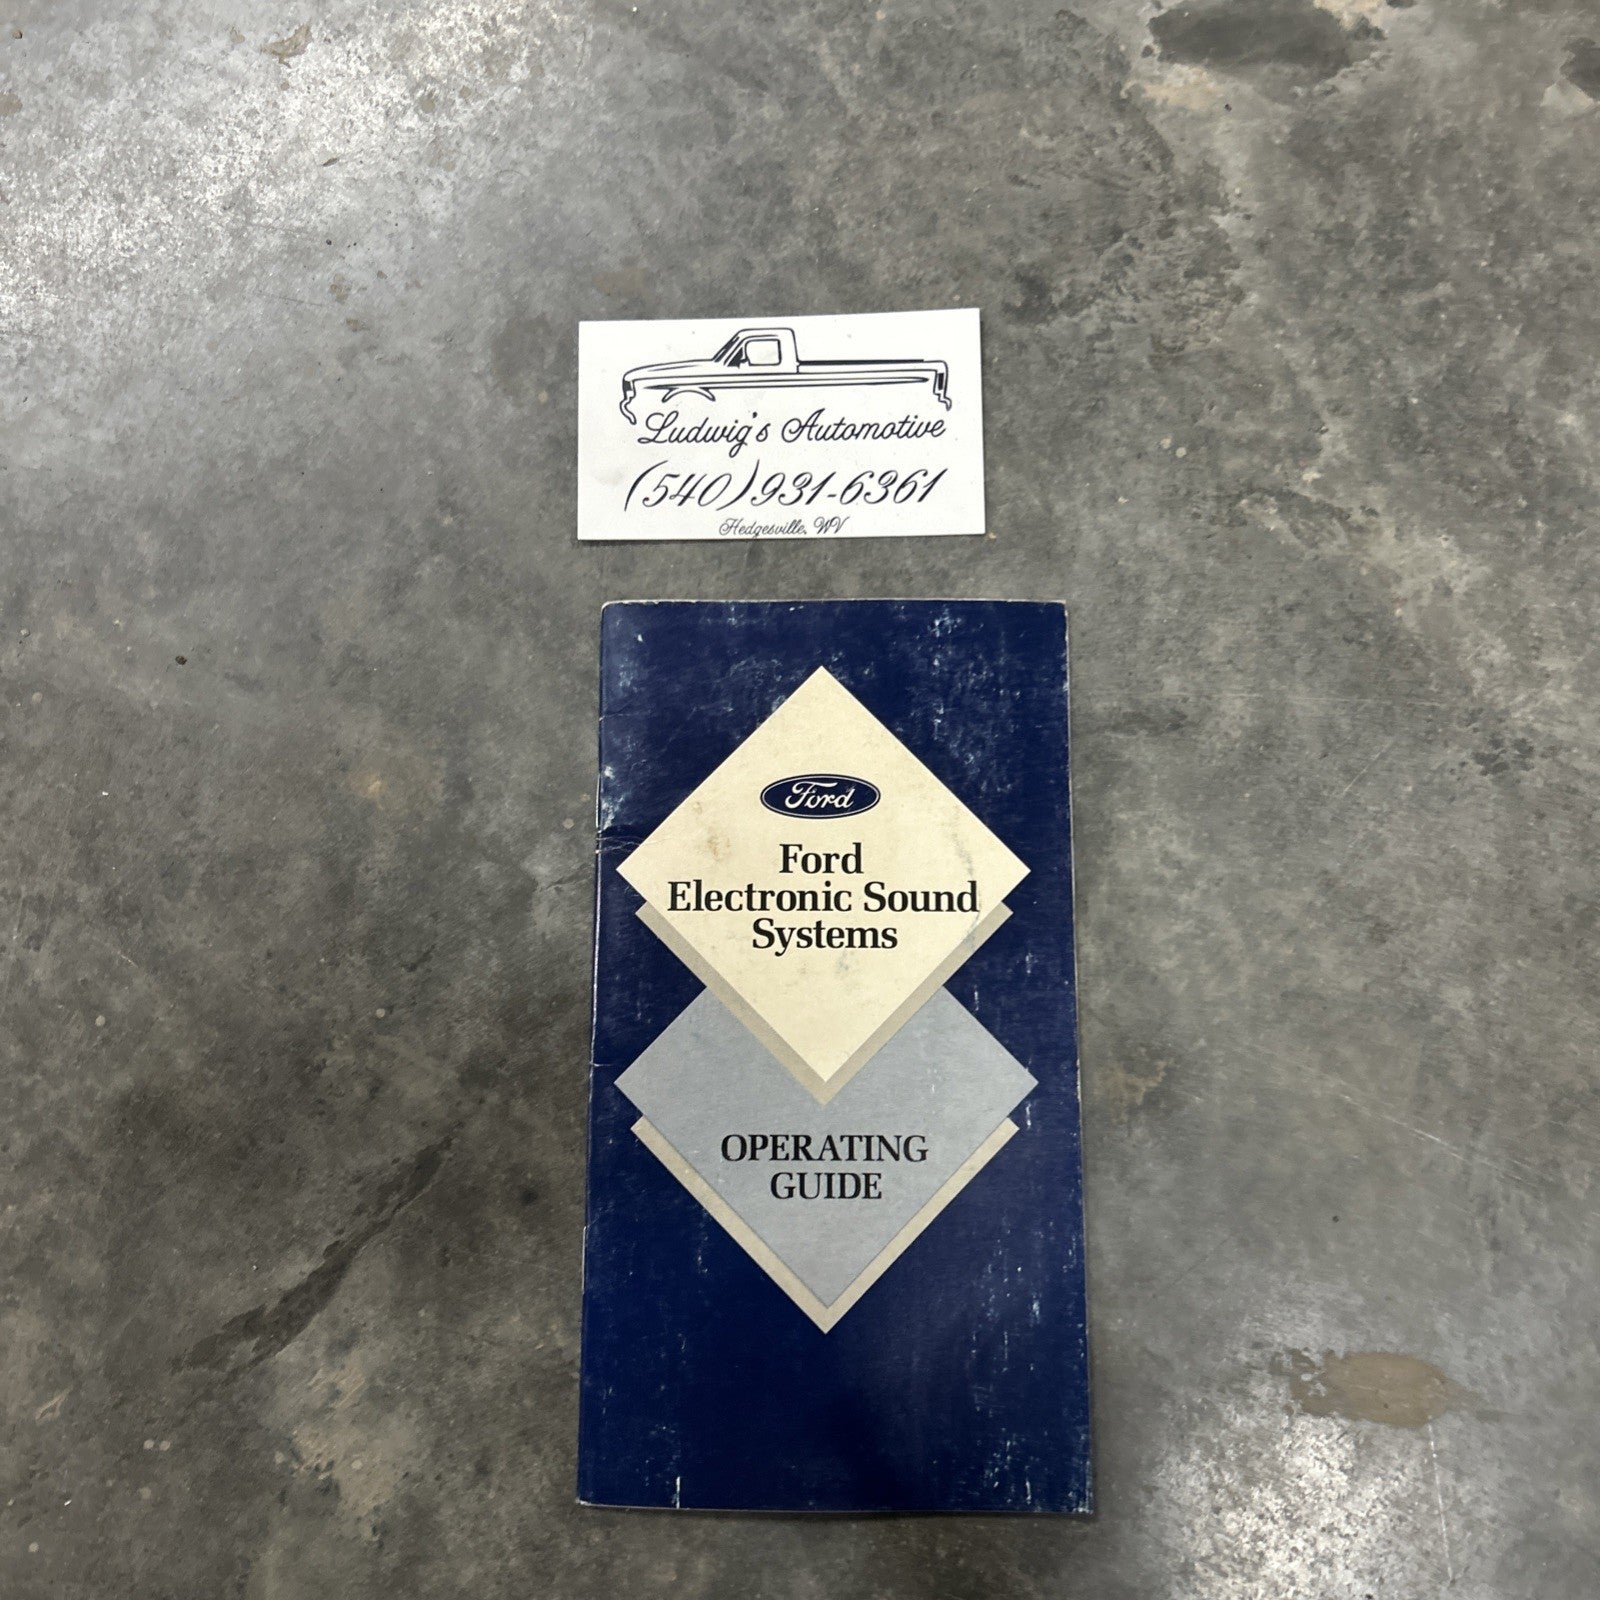 Ludwig's Automotive
(540)931-6361
Hedgesville, WV
Ford
Ford
Electronic Sound
Systems
OPERATING
GUIDE